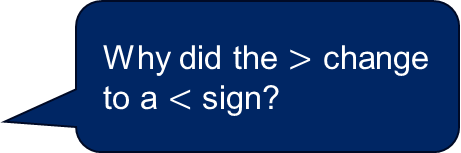 Why did the > change
to a < sign?